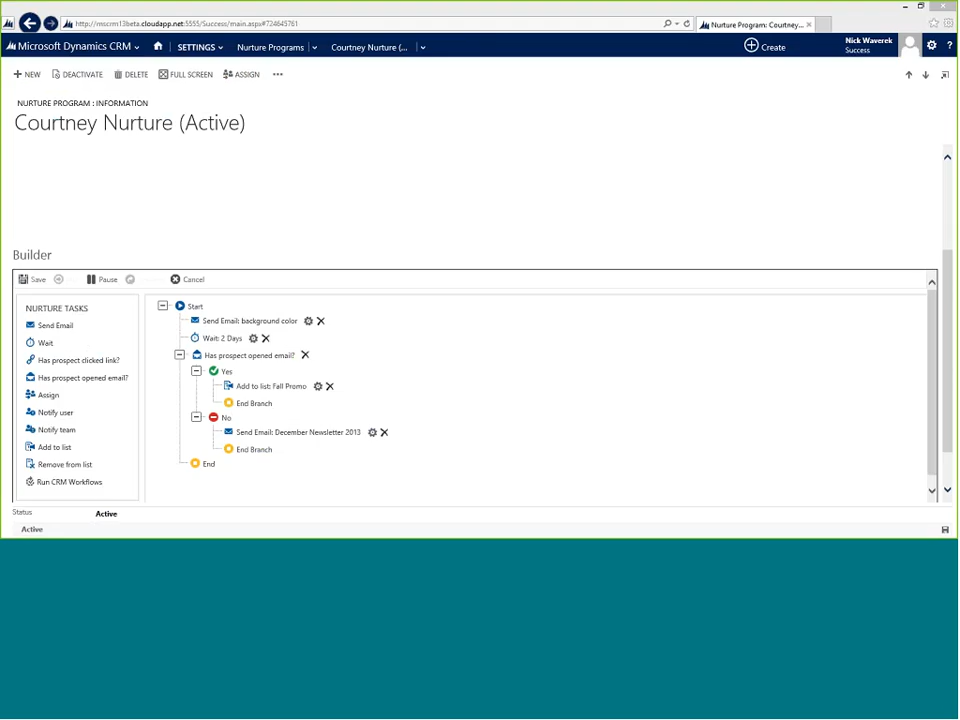 http://mscrm13beta.cloudapp.net:5555/Success/main.aspx#724645761
Nurture Program: Courtney...
Microsoft Dynamics CRM
SETTINGS
Nurture Programs
Courtney Nurture (...
Create
Nick Waverek
Success
?
NEW
DEACTIVATE
DELETE
FULL SCREEN
ASSIGN
...
NURTURE PROGRAM : INFORMATION
Courtney Nurture (Active)
Builder
Save
Pause
Cancel
NURTURE TASKS
Send Email
Wait
Has prospect clicked link?
Has prospect opened email?
Assign
Notify user
Notify team
Add to list
Remove from list
Run CRM Workflows
Start
Send Email: background color
Wait: 2 Days
Has prospect opened email?
Yes
Add to list: Fall Promo
End Branch
No
Send Email: December Newsletter 2013
End Branch
End
Status
Active
Active